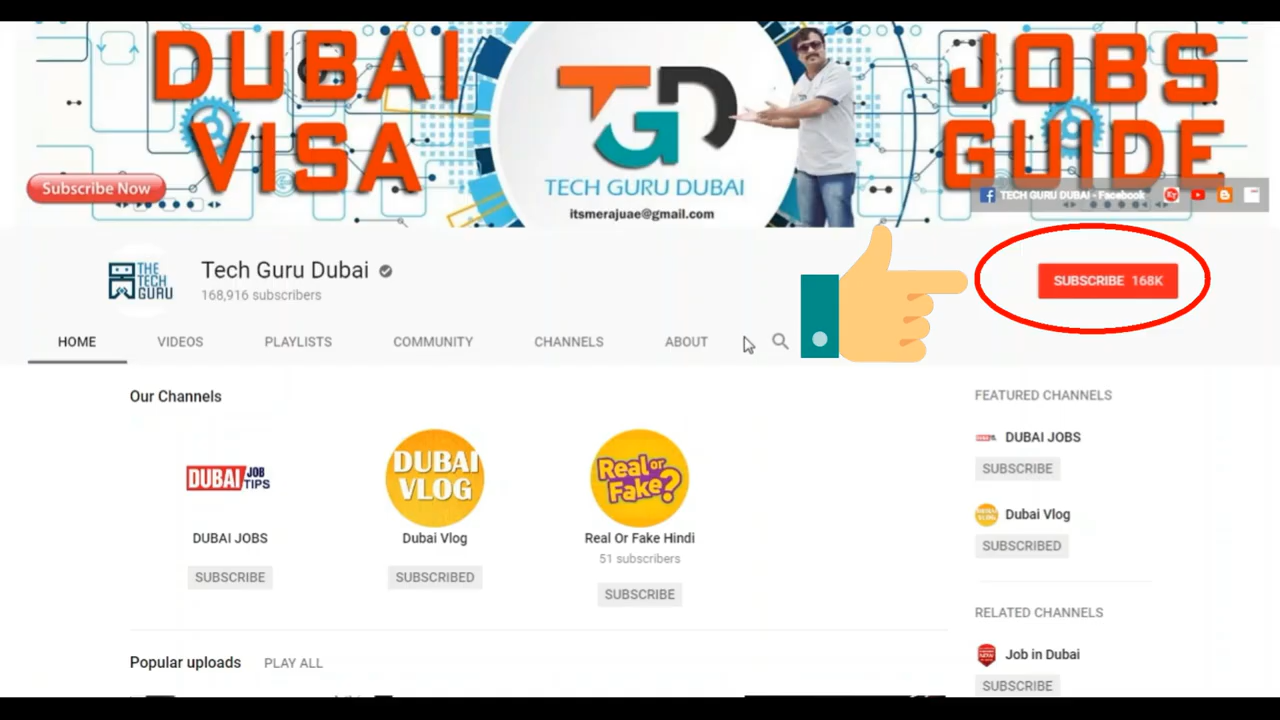 DUBAI
VISA
Subscribe Now
TGD
TECH GURU DUBAI
itsmerajuae@gmail.com
JOBS
GUIDE
TECH GURU DUBAI - Facebook
THE
TECH
GURU
Tech Guru Dubai
168,916 subscribers
SUBSCRIBE 168K
HOME VIDEOS PLAYLISTS COMMUNITY CHANNELS ABOUT
Our Channels
DUBAI JOB
TIPS
DUBAI JOBS
SUBSCRIBE
DUBAI
VLOG
Dubai Vlog
SUBSCRIBED
Real or
Fake?
Real Or Fake Hindi
51 subscribers
SUBSCRIBE
Popular uploads PLAY ALL
FEATURED CHANNELS
DUBAI JOBS
SUBSCRIBE
Dubai Vlog
SUBSCRIBED
RELATED CHANNELS
Job in Dubai
SUBSCRIBE